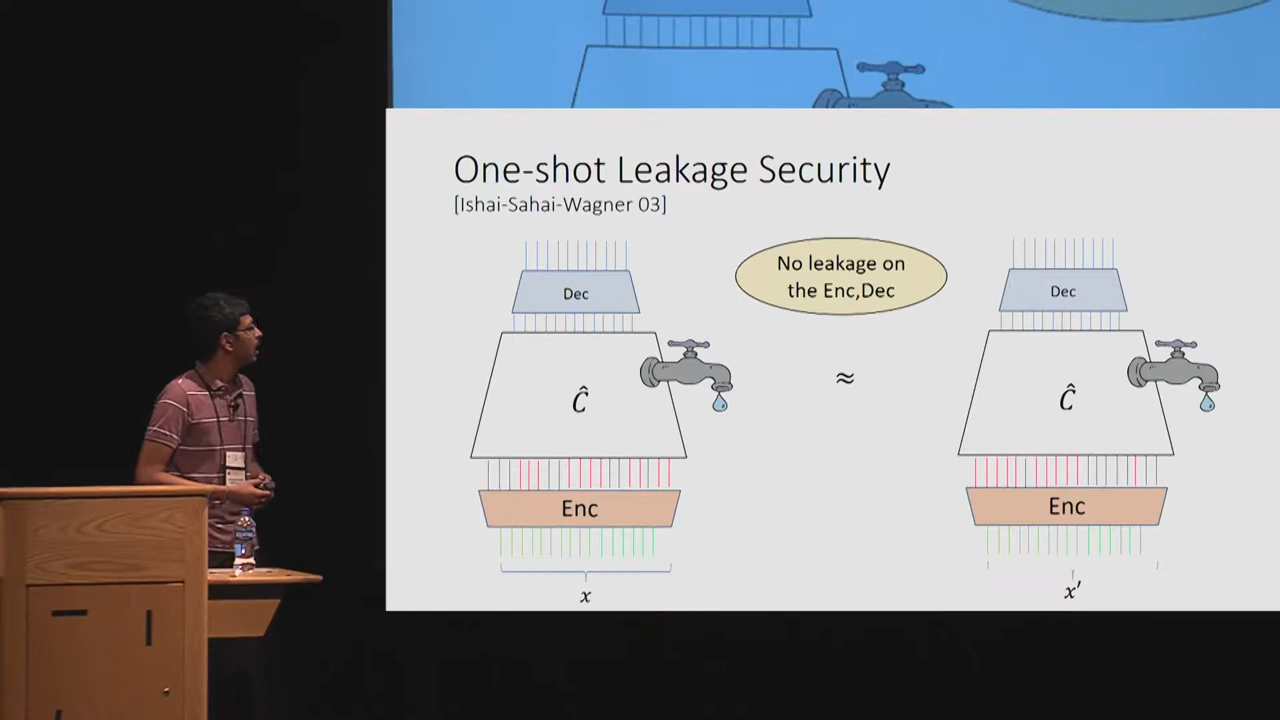 One-shot Leakage Security
[Ishai-Sahai-Wagner 03]
No leakage on
the Enc,Dec
Dec
Dec
≈
Ĉ
Ĉ
Enc
Enc
x
x′